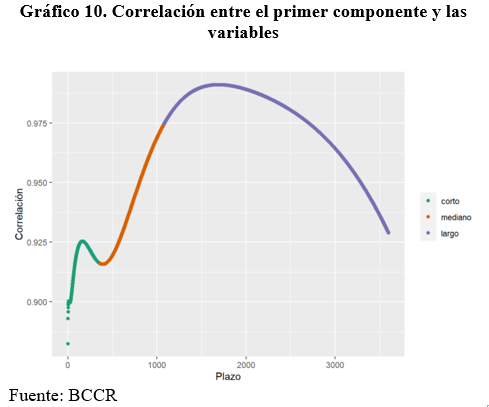 Gráfico 10. Correlación entre el primer componente y las
variables
0.975
0.950
0.925
0.900
Correlación
0
1000
2000
3000
Plazo
corto
mediano
largo
Fuente: BCCR